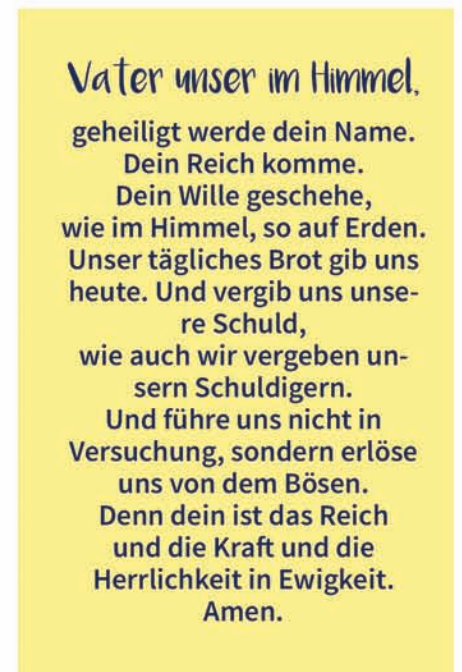 Vater unser im Himmel,
geheiligt werde dein Name.
Dein Reich komme.
Dein Wille geschehe,
wie im Himmel, so auf Erden.
Unser tägliches Brot gib uns
heute. Und vergib uns unse-
re Schuld,
wie auch wir vergeben un-
sern Schuldigern.
Und führe uns nicht in
Versuchung, sondern erlöse
uns von dem Bösen.
Denn dein ist das Reich
und die Kraft und die
Herrlichkeit in Ewigkeit.
Amen.